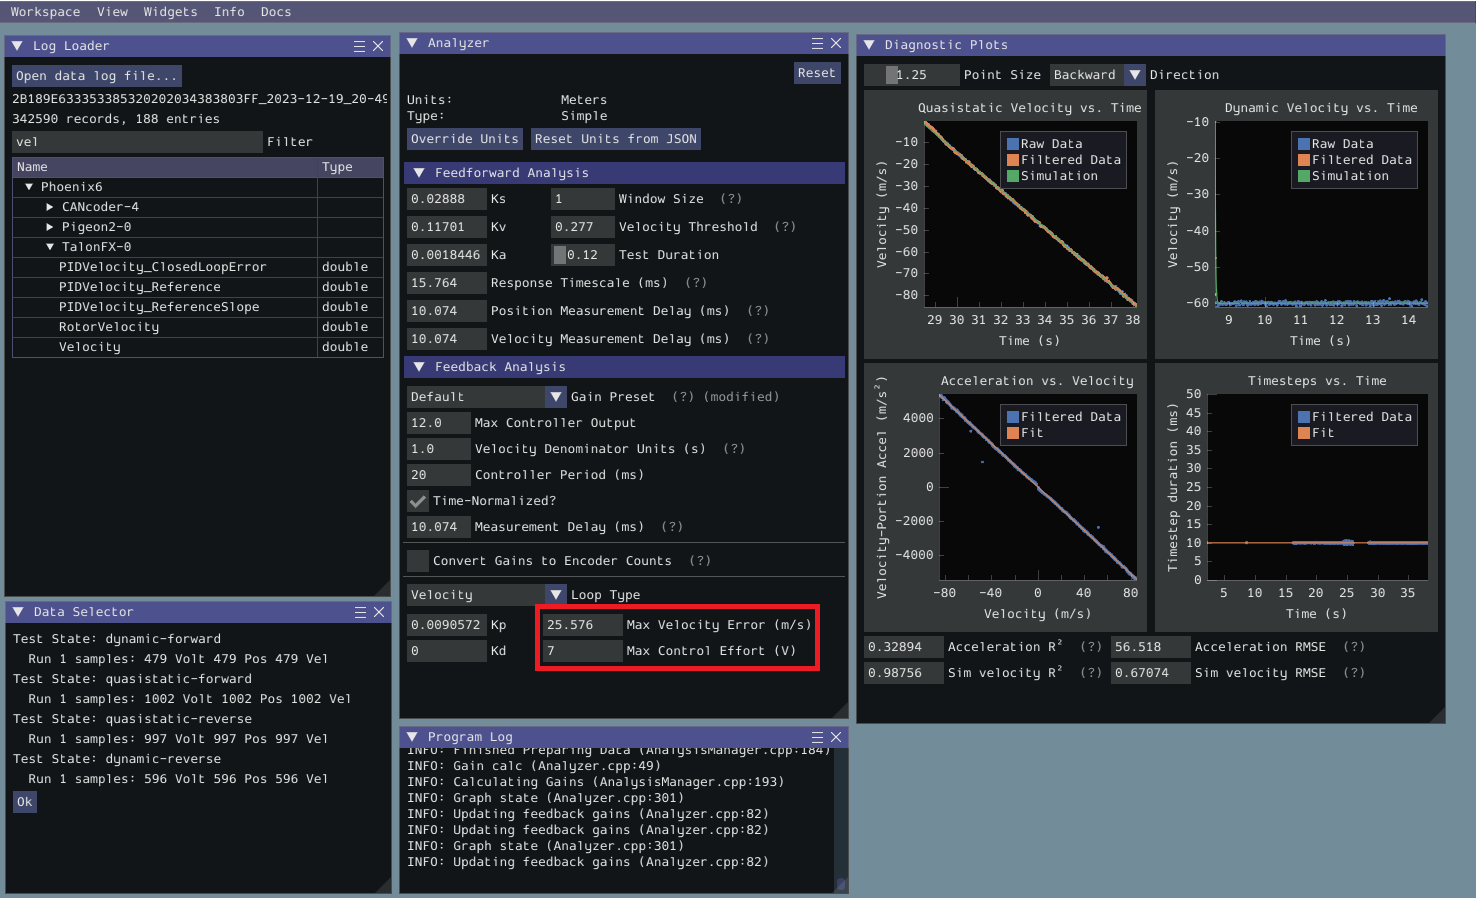 Workspace View Widgets Info Docs
Log Loader
Open data log file...
2B189E6333533853202020343838​03FF_2023-12-19_20-49
342590 records, 188 entries
vel Filter
Name Type
Phoenix6
CANcoder-4
Pigeon2-0
TalonFX-0
PIDVelocity_ClosedLoopError double
PIDVelocity_Reference double
PIDVelocity_ReferenceSlope double
RotorVelocity double
Velocity double
Data Selector
Test State: dynamic-forward
Run 1 samples: 479 Volt 479 Pos 479 Vel
Test State: quasistatic-forward
Run 1 samples: 1002 Volt 1002 Pos 1002 Vel
Test State: quasistatic-reverse
Run 1 samples: 997 Volt 997 Pos 997 Vel
Test State: dynamic-reverse
Run 1 samples: 596 Volt 596 Pos 596 Vel
Ok
Analyzer
Reset
Units: Meters
Type: Simple
Override Units Reset Units from JSON
Feedforward Analysis
0.02888 Ks 1 Window Size (?)
0.11701 Kv 0.277 Velocity Threshold (?)
0.0018446 Ka 0.12 Test Duration
15.764 Response Timescale (ms) (?)
10.074 Position Measurement Delay (ms) (?)
10.074 Velocity Measurement Delay (ms) (?)
Feedback Analysis
Default Gain Preset (?) (modified)
12.0 Max Controller Output
1.0 Velocity Denominator Units (s) (?)
20 Controller Period (ms)
Time-Normalized?
10.074 Measurement Delay (ms) (?)
Convert Gains to Encoder Counts (?)
Velocity Loop Type
0.0090572 Kp 25.576 Max Velocity Error (m/s)
0 Kd 7 Max Control Effort (V)
Program Log
INFO: Finished Preparing Data (AnalysisManager.cpp:184)
INFO: Gain calc (Analyzer.cpp:49)
INFO: Calculating Gains (AnalysisManager.cpp:193)
INFO: Graph state (Analyzer.cpp:301)
INFO: Updating feedback gains (Analyzer.cpp:82)
INFO: Updating feedback gains (Analyzer.cpp:82)
INFO: Graph state (Analyzer.cpp:301)
INFO: Updating feedback gains (Analyzer.cpp:82)
Diagnostic Plots
1.25 Point Size Backward Direction
Quasistatic Velocity vs. Time
Raw Data
Filtered Data
Simulation
Velocity (m/s)
−10
−20
−30
−40
−50
−60
−70
−80
29 30 31 32 33 34 35 36 37 38
Time (s)
Dynamic Velocity vs. Time
Raw Data
Filtered Data
Simulation
Velocity (m/s)
−10
−20
−30
−40
−50
−60
9 10 11 12 13 14
Time (s)
Acceleration vs. Velocity
Filtered Data
Fit
Velocity-Portion Accel (m/s²)
4000
2000
0
−2000
−4000
−80 −40 0 40 80
Velocity (m/s)
Timesteps vs. Time
Filtered Data
Fit
Timestep duration (ms)
50
45
40
35
30
25
20
15
10
5
0
5 10 15 20 25 30 35
Time (s)
0.32894 Acceleration R² (?) 56.518 Acceleration RMSE (?)
0.98756 Sim velocity R² (?) 0.67074 Sim velocity RMSE (?)